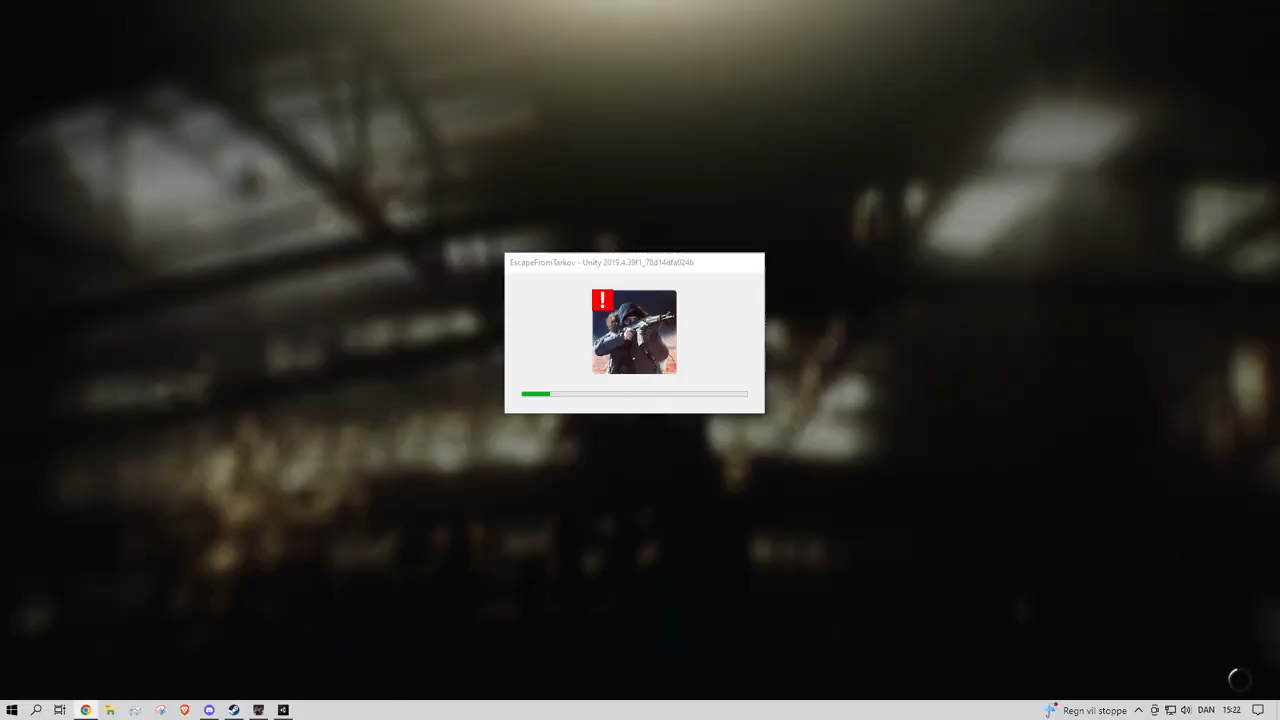 EscapeFromTarkov - Unity 2019.4.39f1_78d14dfa024b
!
Regn vil stoppe
DAN
15:22